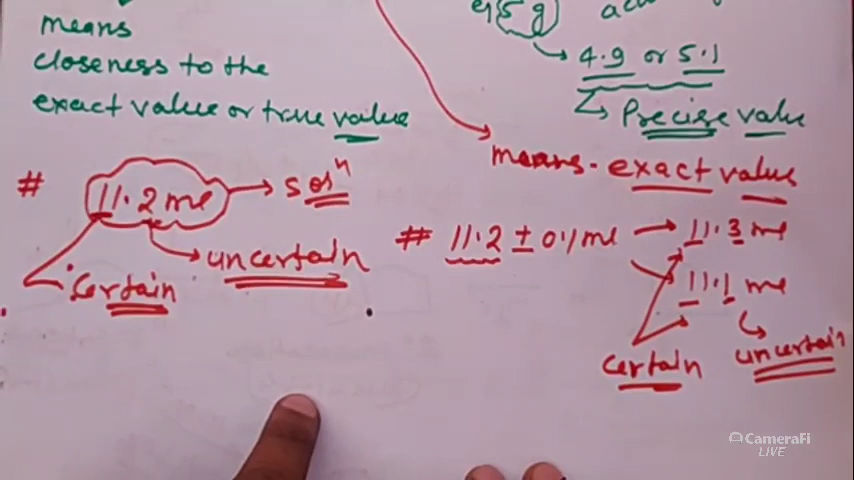 means
closeness to the
exact value or true value
5 g
4.9 or 5.1
Precise value
means - exact value
# 11.2 ml → solⁿ
uncertain
certain
# 11.2 ± 0.1 ml → 11.3 ml
11.1 ml
certain
uncertain
CameraFi
LIVE